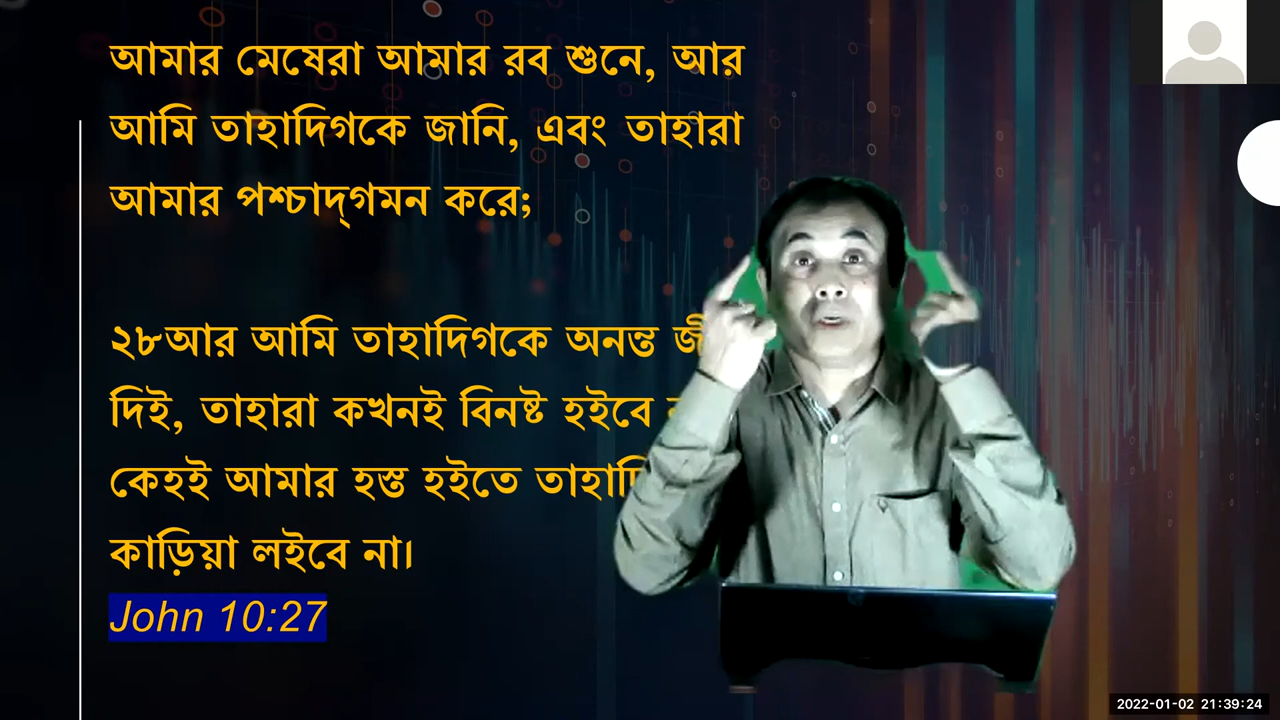 আমার মেষেরা আমার রব শুনে, আর
আমি তাহাদিগকে জানি, এবং তাহারা
আমার পশ্চাদ্‌গমন করে;
২৮আর আমি তাহাদিগকে অনন্ত
দিই, তাহারা কখনই বিনষ্ট হইবে
কেহই আমার হস্ত হইতে
কাড়িয়া লইবে না।
John 10:27
2022-01-02 21:39:24